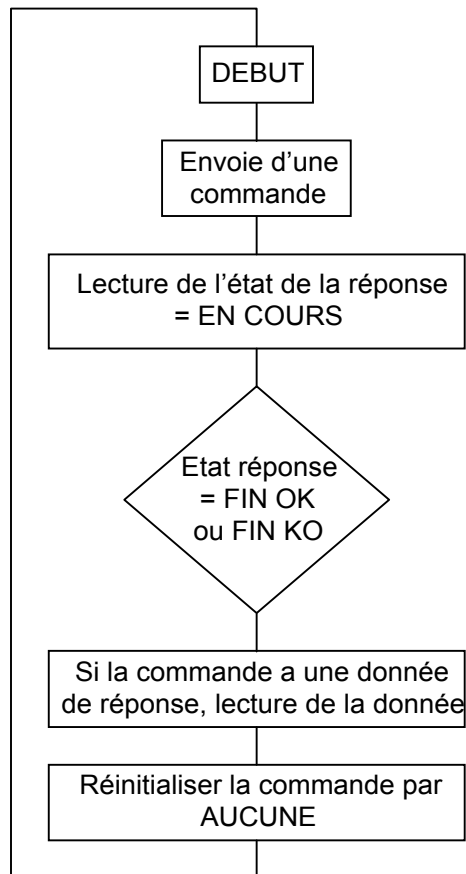 DEBUT
Envoie d’une
commande
Lecture de l’état de la réponse
= EN COURS
Etat réponse
= FIN OK
ou FIN KO
Si la commande a une donnée
de réponse, lecture de la donnée
Réinitialiser la commande par
AUCUNE